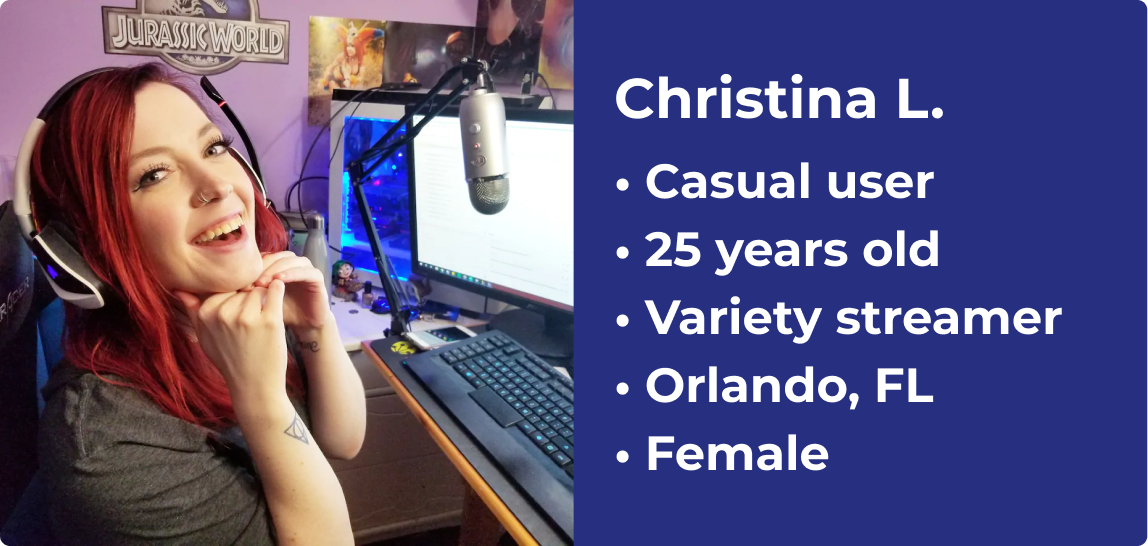 JURASSIC WORLD
Christina L.
• Casual user
• 25 years old
• Variety streamer
• Orlando, FL
• Female